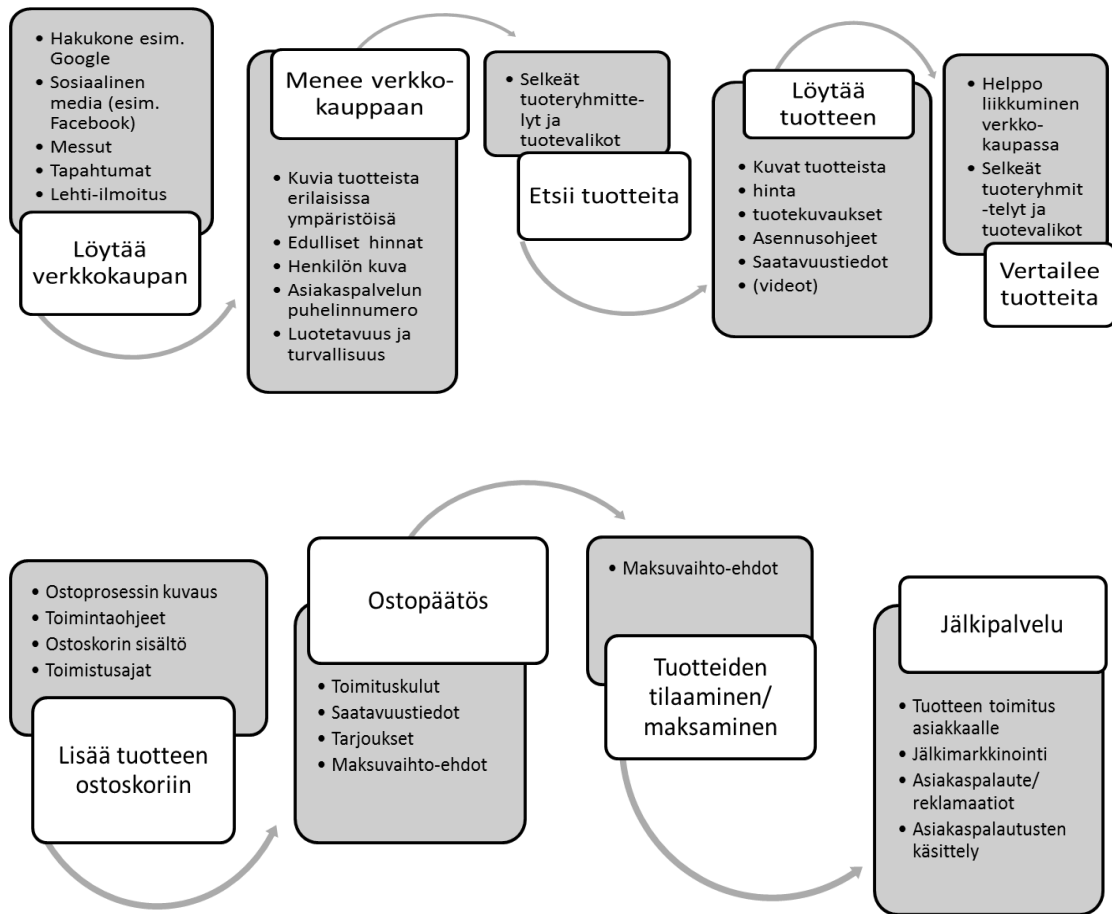 • Hakukone esim.
Google
• Sosiaalinen
media (esim.
Facebook)
• Messut
• Tapahtumat
• Lehti-ilmoitus
Löytää
verkkokaupan
Menee verkko-
kauppaan
• Kuvia tuotteista
erilaisissa
ympäristöisä
• Edulliset hinnat
• Henkilön kuva
• Asiakaspalvelun
puhelinnumero
• Luotetavuus ja
turvallisuus
• Selkeät
tuoteryhmitte-
lyt ja
tuotevalikot
Etsii tuotteita
Löytää
tuotteen
• Kuvat tuotteista
• hinta
• tuotekuvaukset
• Asennusohjeet
• Saatavuustiedot
• (videot)
• Helppo
liikkuminen
verkko-
kaupassa
• Selkeät
tuoteryhmit
-telyt ja
tuotevalikot
Vertailee
tuotteita
• Ostoprosessin kuvaus
• Toimintaohjeet
• Ostoskorin sisältö
• Toimistusajat
Lisää tuotteen
ostoskoriin
Ostopäätös
• Toimituskulut
• Saatavuustiedot
• Tarjoukset
• Maksuvaihto-ehdot
• Maksuvaihto-ehdot
Tuotteiden
tilaaminen/
maksaminen
Jälkipalvelu
• Tuotteen toimitus
asiakkaalle
• Jälkimarkkinointi
• Asiakaspalaute/
reklamaatiot
• Asiakaspalautusten
käsittely